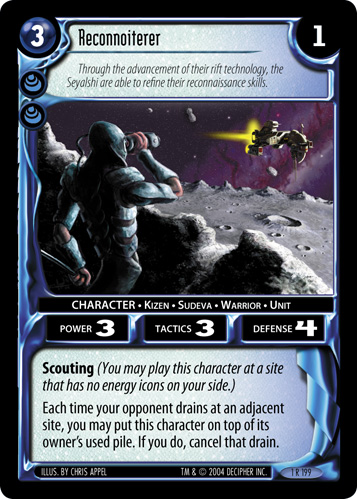 3 Reconnoiterer 1
Through the advancement of their rift technology, the
Seyalshi are able to refine their reconnaissance skills.
CHARACTER • KIZEN • SUDEVA • WARRIOR • UNIT
POWER 3 TACTICS 3 DEFENSE 4
Scouting (You may play this character at a site
that has no energy icons on your side.)
Each time your opponent drains at an adjacent
site, you may put this character on top of its
owner's used pile. If you do, cancel that drain.
ILLUS. BY CHRIS APPEL TM & © 2004 DECIPHER INC. 1 R 199